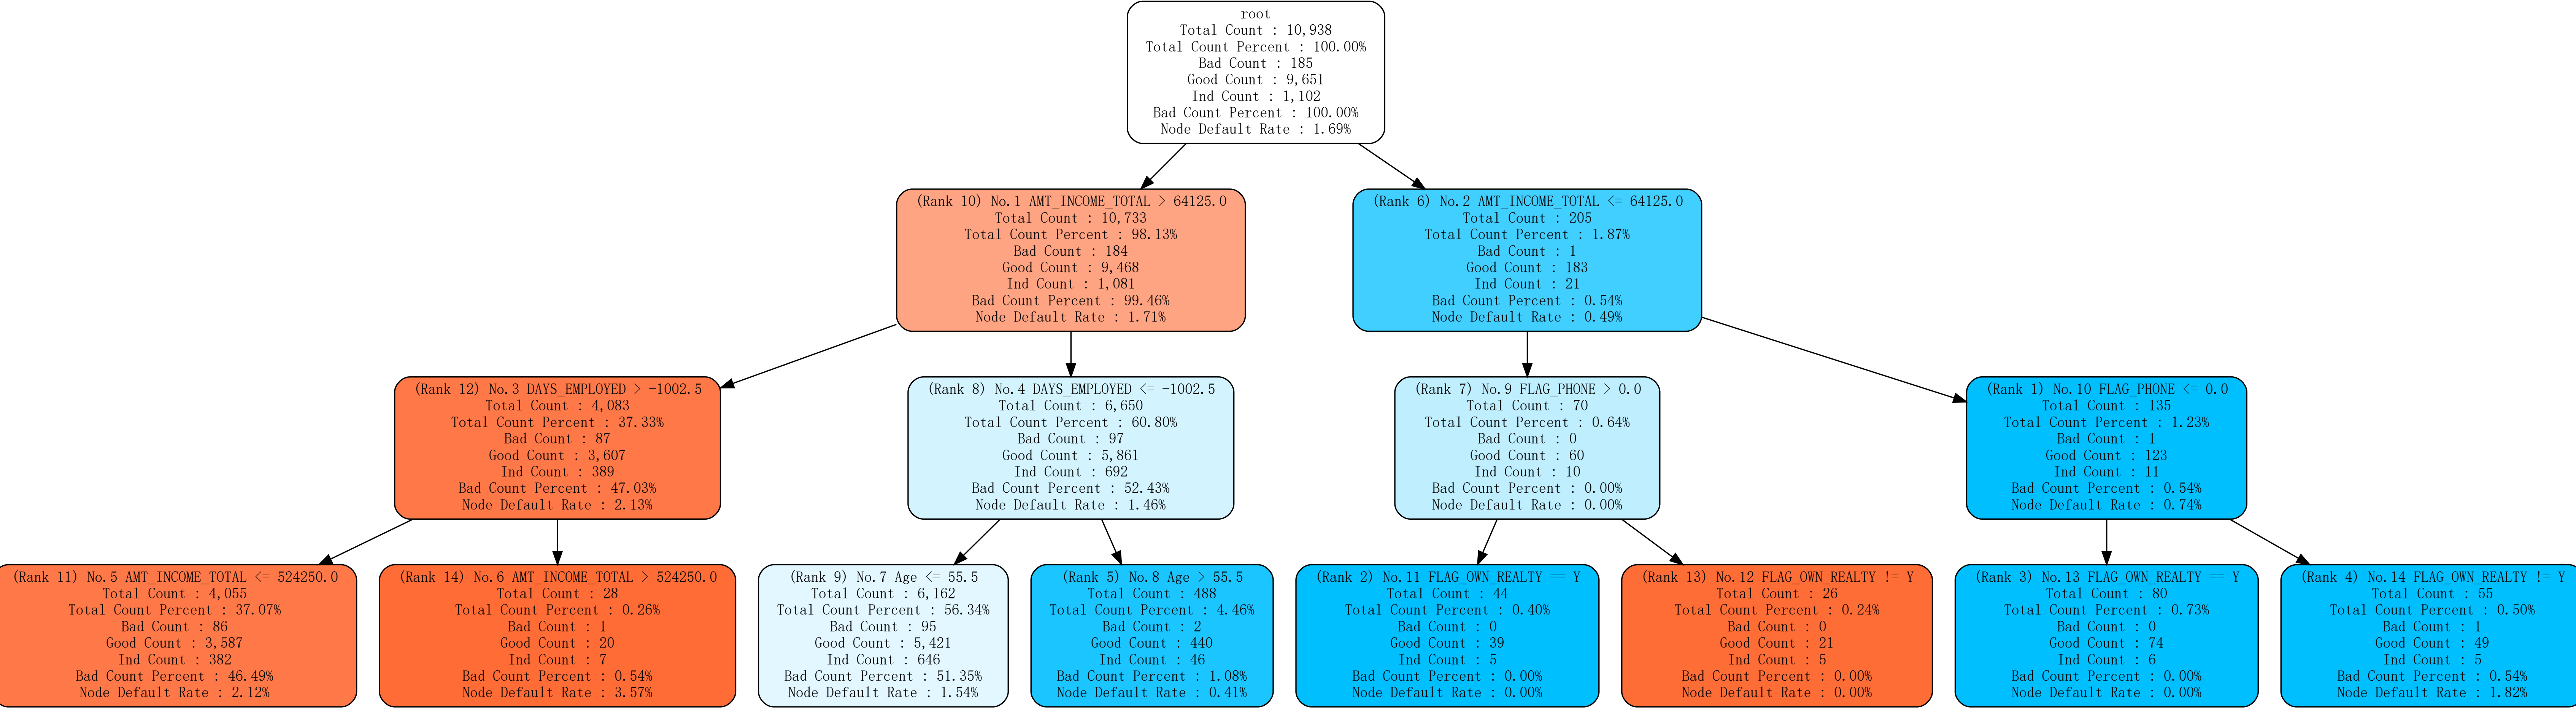 root
Total Count : 10,938
Total Count Percent : 100.00%
Bad Count : 185
Good Count : 9,651
Ind Count : 1,102
Bad Count Percent : 100.00%
Node Default Rate : 1.69%
(Rank 10) No.1 AMT_INCOME_TOTAL > 64125.0
Total Count : 10,733
Total Count Percent : 98.13%
Bad Count : 184
Good Count : 9,468
Ind Count : 1,081
Bad Count Percent : 99.46%
Node Default Rate : 1.71%
(Rank 6) No.2 AMT_INCOME_TOTAL <= 64125.0
Total Count : 205
Total Count Percent : 1.87%
Bad Count : 1
Good Count : 183
Ind Count : 21
Bad Count Percent : 0.54%
Node Default Rate : 0.49%
(Rank 12) No.3 DAYS_EMPLOYED > -1002.5
Total Count : 4,083
Total Count Percent : 37.33%
Bad Count : 87
Good Count : 3,607
Ind Count : 389
Bad Count Percent : 47.03%
Node Default Rate : 2.13%
(Rank 8) No.4 DAYS_EMPLOYED <= -1002.5
Total Count : 6,650
Total Count Percent : 60.80%
Bad Count : 97
Good Count : 5,861
Ind Count : 692
Bad Count Percent : 52.43%
Node Default Rate : 1.46%
(Rank 7) No.9 FLAG_PHONE > 0.0
Total Count : 70
Total Count Percent : 0.64%
Bad Count : 0
Good Count : 60
Ind Count : 10
Bad Count Percent : 0.00%
Node Default Rate : 0.00%
(Rank 1) No.10 FLAG_PHONE <= 0.0
Total Count : 135
Total Count Percent : 1.23%
Bad Count : 1
Good Count : 123
Ind Count : 11
Bad Count Percent : 0.54%
Node Default Rate : 0.74%
(Rank 11) No.5 AMT_INCOME_TOTAL <= 524250.0
Total Count : 4,055
Total Count Percent : 37.07%
Bad Count : 86
Good Count : 3,587
Ind Count : 382
Bad Count Percent : 46.49%
Node Default Rate : 2.12%
(Rank 14) No.6 AMT_INCOME_TOTAL > 524250.0
Total Count : 28
Total Count Percent : 0.26%
Bad Count : 1
Good Count : 20
Ind Count : 7
Bad Count Percent : 0.54%
Node Default Rate : 3.57%
(Rank 9) No.7 Age <= 55.5
Total Count : 6,162
Total Count Percent : 56.34%
Bad Count : 95
Good Count : 5,421
Ind Count : 646
Bad Count Percent : 51.35%
Node Default Rate : 1.54%
(Rank 5) No.8 Age > 55.5
Total Count : 488
Total Count Percent : 4.46%
Bad Count : 2
Good Count : 440
Ind Count : 46
Bad Count Percent : 1.08%
Node Default Rate : 0.41%
(Rank 2) No.11 FLAG_OWN_REALTY == Y
Total Count : 44
Total Count Percent : 0.40%
Bad Count : 0
Good Count : 39
Ind Count : 5
Bad Count Percent : 0.00%
Node Default Rate : 0.00%
(Rank 13) No.12 FLAG_OWN_REALTY != Y
Total Count : 26
Total Count Percent : 0.24%
Bad Count : 0
Good Count : 21
Ind Count : 5
Bad Count Percent : 0.00%
Node Default Rate : 0.00%
(Rank 3) No.13 FLAG_OWN_REALTY == Y
Total Count : 80
Total Count Percent : 0.73%
Bad Count : 0
Good Count : 74
Ind Count : 6
Bad Count Percent : 0.00%
Node Default Rate : 0.00%
(Rank 4) No.14 FLAG_OWN_REALTY != Y
Total Count : 55
Total Count Percent : 0.50%
Bad Count : 1
Good Count : 49
Ind Count : 5
Bad Count Percent : 0.54%
Node Default Rate : 1.82%